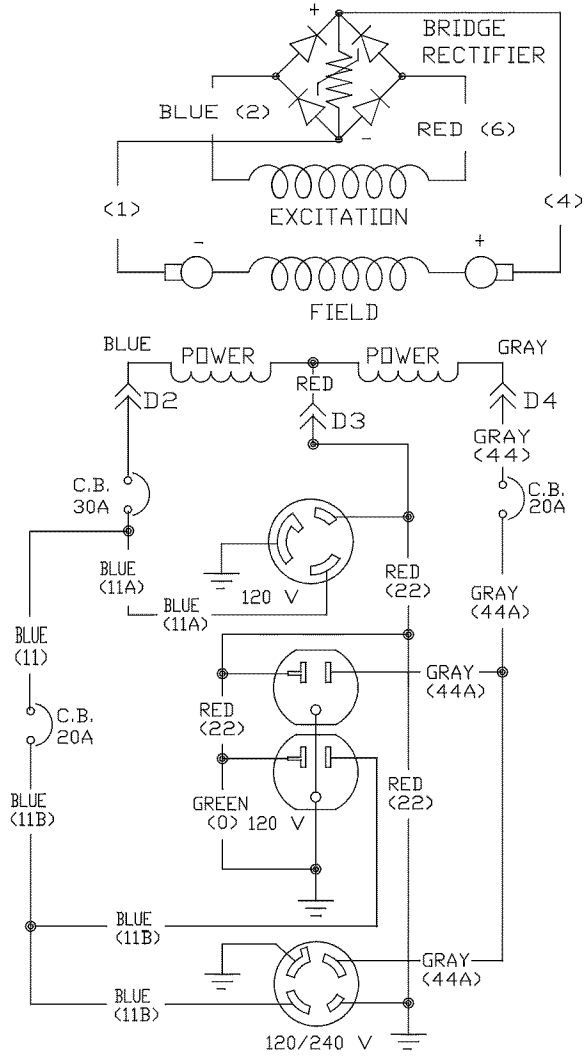 +
BRIDGE
RECTIFIER
BLUE (2)
-
RED (6)
(1)
EXCITATION
(4)
-
+
FIELD
BLUE
POWER
POWER
GRAY
RED
D2
D3
D4
GRAY
(44)
C.B.
30A
C.B.
20A
BLUE
(11A)
120 V
BLUE
(11A)
RED
(22)
GRAY
(44A)
BLUE
(11)
GRAY
(44A)
C.B.
20A
RED
(22)
BLUE
(11B)
GREEN
(0)
120 V
RED
(22)
BLUE
(11B)
GRAY
(44A)
BLUE
(11B)
120/240 V